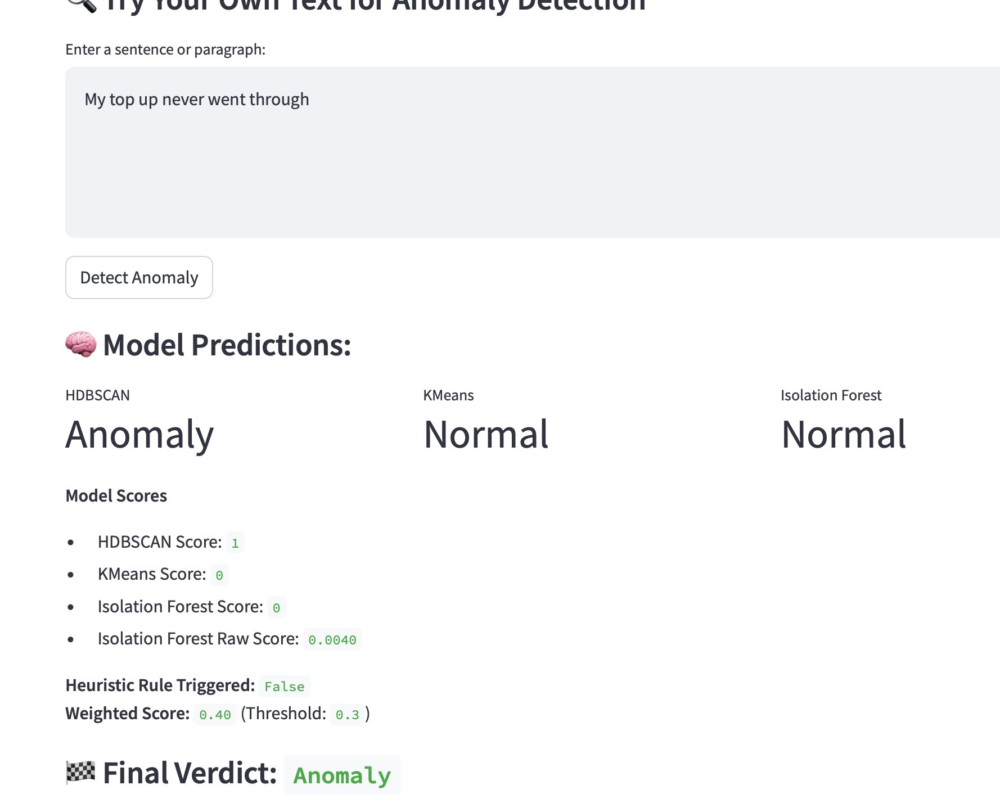 Try Your Own Text for Anomaly Detection
Enter a sentence or paragraph:
My top up never went through
Detect Anomaly
Model Predictions:
HDBSCAN
KMeans
Isolation Forest
Anomaly
Normal
Normal
Model Scores
• HDBSCAN Score: 1
• KMeans Score: 0
• Isolation Forest Score: 0
• Isolation Forest Raw Score: 0.0040
Heuristic Rule Triggered: False
Weighted Score: 0.40 (Threshold: 0.3 )
Final Verdict: Anomaly